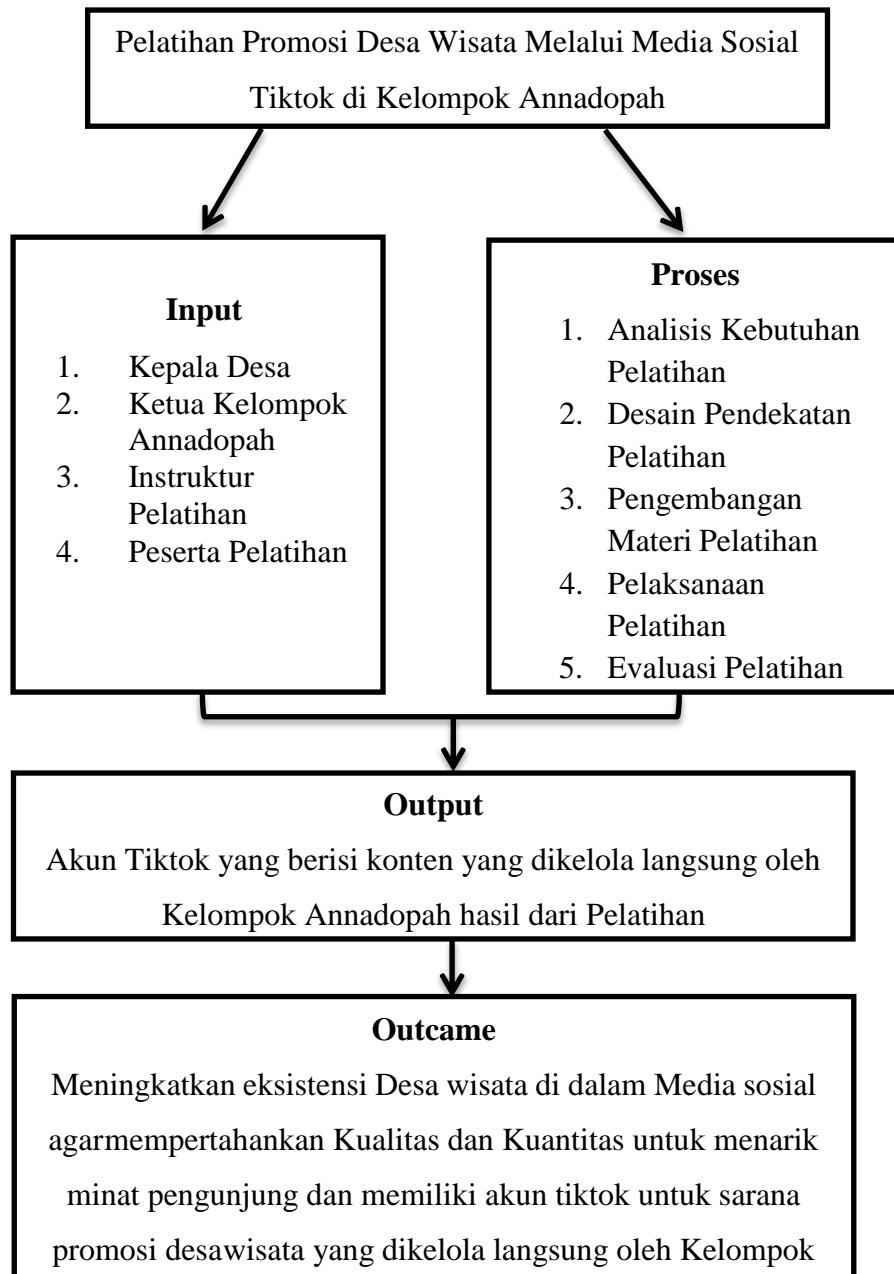 Pelatihan Promosi Desa Wisata Melalui Media Sosial
Tiktok di Kelompok Annadopah
Input
1. Kepala Desa
2. Ketua Kelompok
Annadopah
3. Instruktur
Pelatihan
4. Peserta Pelatihan
Proses
1. Analisis Kebutuhan
Pelatihan
2. Desain Pendekatan
Pelatihan
3. Pengembangan
Materi Pelatihan
4. Pelaksanaan
Pelatihan
5. Evaluasi Pelatihan
Output
Akun Tiktok yang berisi konten yang dikelola langsung oleh
Kelompok Annadopah hasil dari Pelatihan
Outcame
Meningkatkan eksistensi Desa wisata di dalam Media sosial
agarmempertahankan Kualitas dan Kuantitas untuk menarik
minat pengunjung dan memiliki akun tiktok untuk sarana
promosi desawisata yang dikelola langsung oleh Kelompok